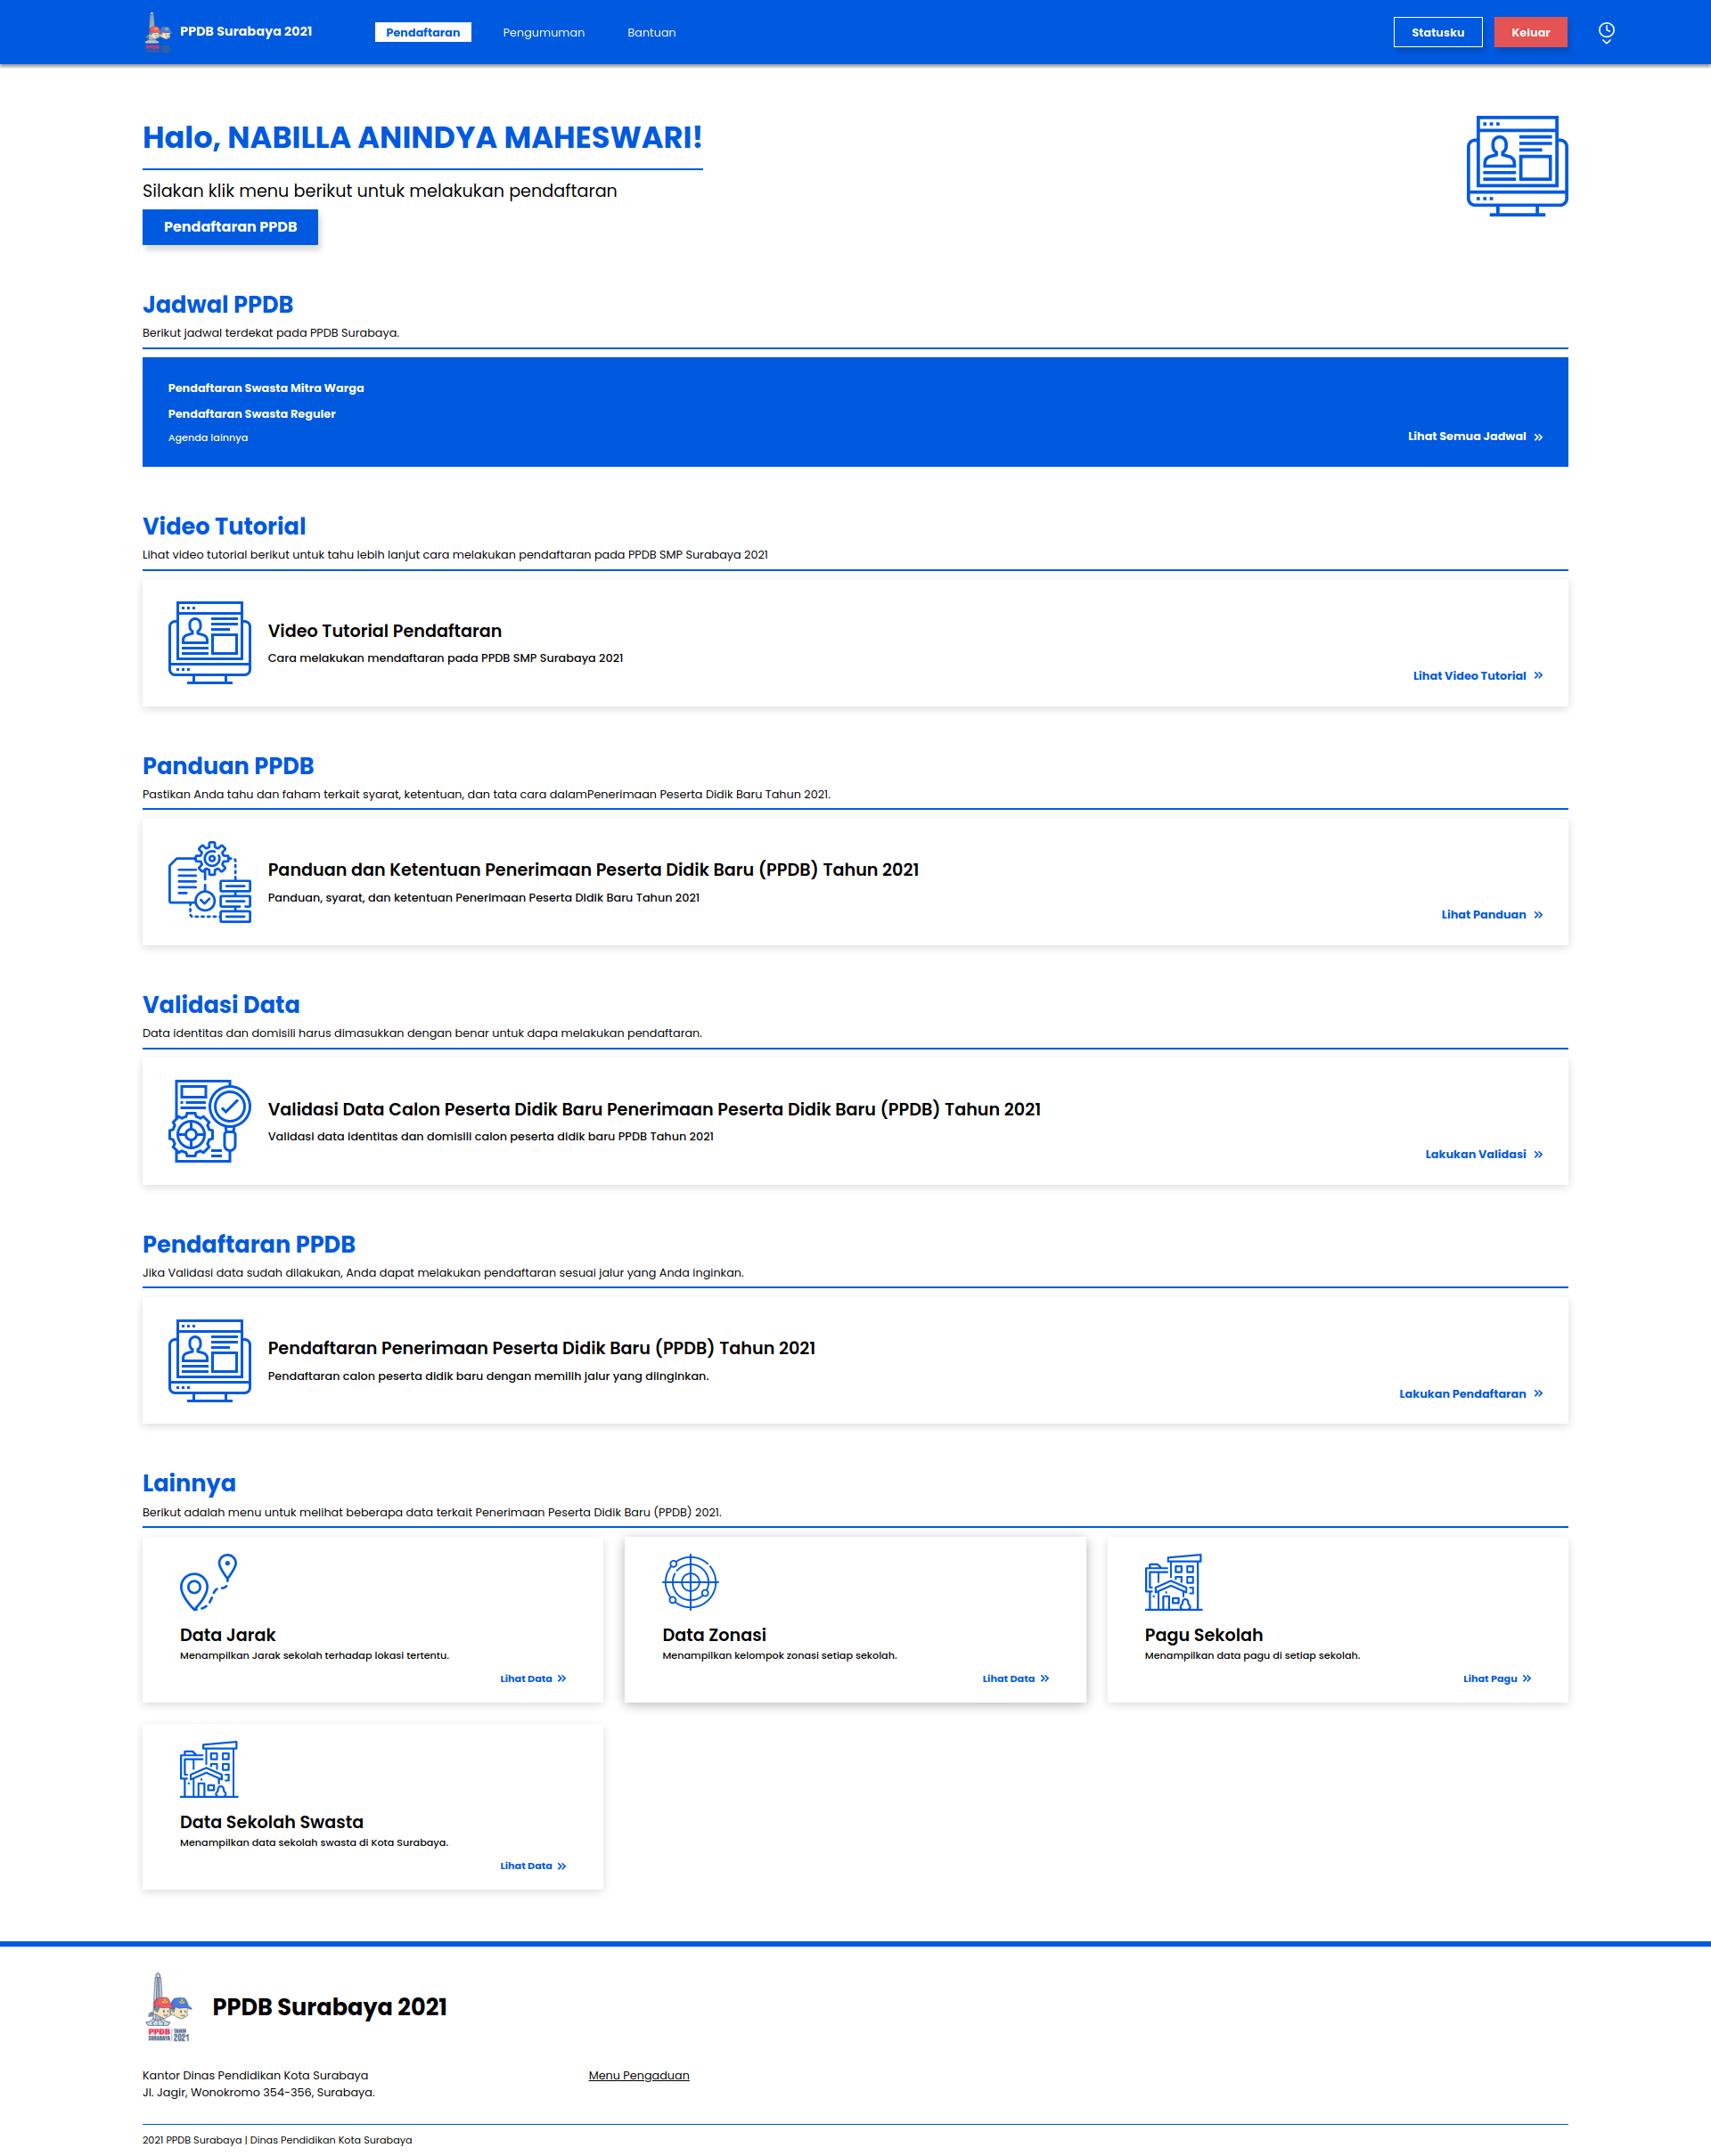 PPDB Surabaya 2021
Pendaftaran
Pengumuman
Bantuan
Statusku
Keluar
Halo, NABILLA ANINDYA MAHESWARI!
Silakan klik menu berikut untuk melakukan pendaftaran
Pendaftaran PPDB
Jadwal PPDB
Berikut jadwal terdekat pada PPDB Surabaya.
Pendaftaran Swasta Mitra Warga
Pendaftaran Swasta Reguler
Agenda lainnya
Lihat Semua Jadwal
Video Tutorial
Lihat video tutorial berikut untuk tahu lebih lanjut cara melakukan pendaftaran pada PPDB SMP Surabaya 2021
Video Tutorial Pendaftaran
Cara melakukan mendaftaran pada PPDB SMP Surabaya 2021
Lihat Video Tutorial
Panduan PPDB
Pastikan Anda tahu dan faham terkait syarat, ketentuan, dan tata cara dalamPenerimaan Peserta Didik Baru Tahun 2021.
Panduan dan Ketentuan Penerimaan Peserta Didik Baru (PPDB) Tahun 2021
Panduan, syarat, dan ketentuan Penerimaan Peserta Didik Baru Tahun 2021
Lihat Panduan
Validasi Data
Data identitas dan domisili harus dimasukkan dengan benar untuk dapa melakukan pendaftaran.
Validasi Data Calon Peserta Didik Baru Penerimaan Peserta Didik Baru (PPDB) Tahun 2021
Validasi data identitas dan domisili calon peserta didik baru PPDB Tahun 2021
Lakukan Validasi
Pendaftaran PPDB
Jika Validasi data sudah dilakukan, Anda dapat melakukan pendaftaran sesuai jalur yang Anda inginkan.
Pendaftaran Penerimaan Peserta Didik Baru (PPDB) Tahun 2021
Pendaftaran calon peserta didik baru dengan memilih jalur yang diinginkan.
Lakukan Pendaftaran
Lainnya
Berikut adalah menu untuk melihat beberapa data terkait Penerimaan Peserta Didik Baru (PPDB) 2021.
Data Jarak
Menampilkan Jarak sekolah terhadap lokasi tertentu.
Lihat Data
Data Zonasi
Menampilkan kelompok zonasi setiap sekolah.
Lihat Data
Pagu Sekolah
Menampilkan data pagu di setiap sekolah.
Lihat Pagu
Data Sekolah Swasta
Menampilkan data sekolah swasta di Kota Surabaya.
Lihat Data
PPDB
SURABAYA
TAHUN
2021
PPDB Surabaya 2021
Kantor Dinas Pendidikan Kota Surabaya
Jl. Jagir, Wonokromo 354-356, Surabaya.
Menu Pengaduan
2021 PPDB Surabaya | Dinas Pendidikan Kota Surabaya